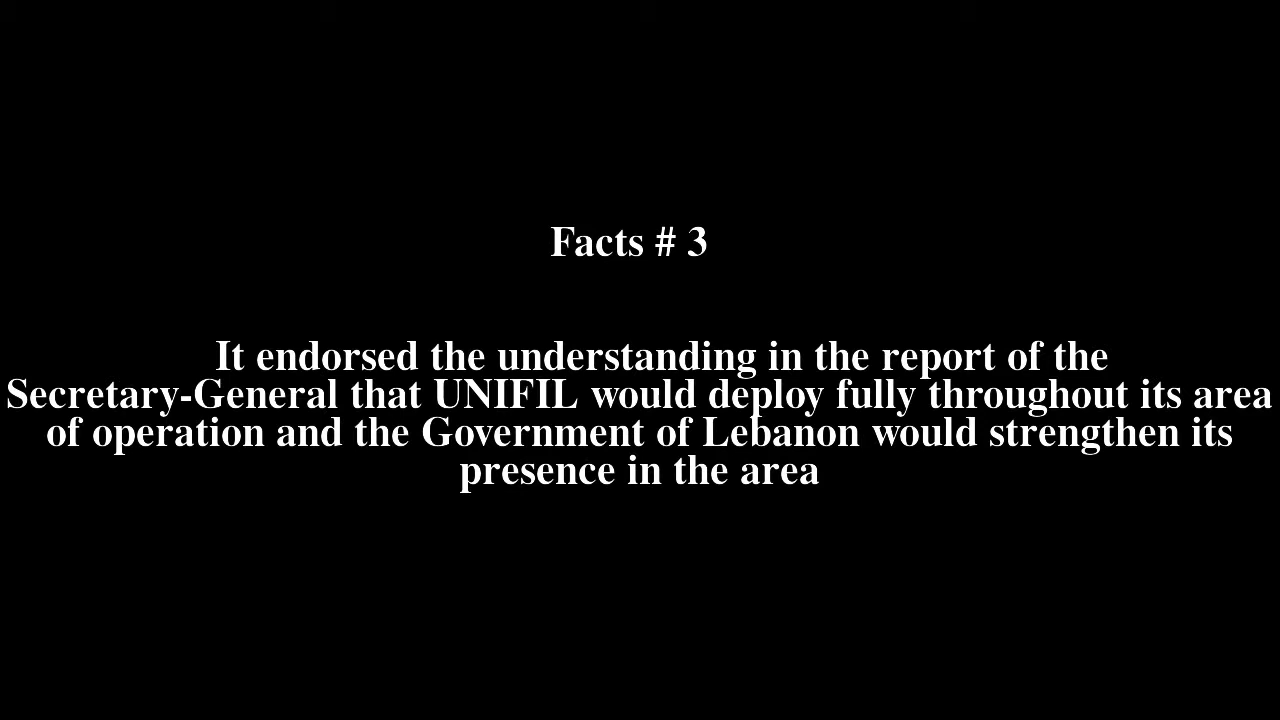 Facts # 3
It endorsed the understanding in the report of the
Secretary-General that UNIFIL would deploy fully throughout its area
of operation and the Government of Lebanon would strengthen its
presence in the area